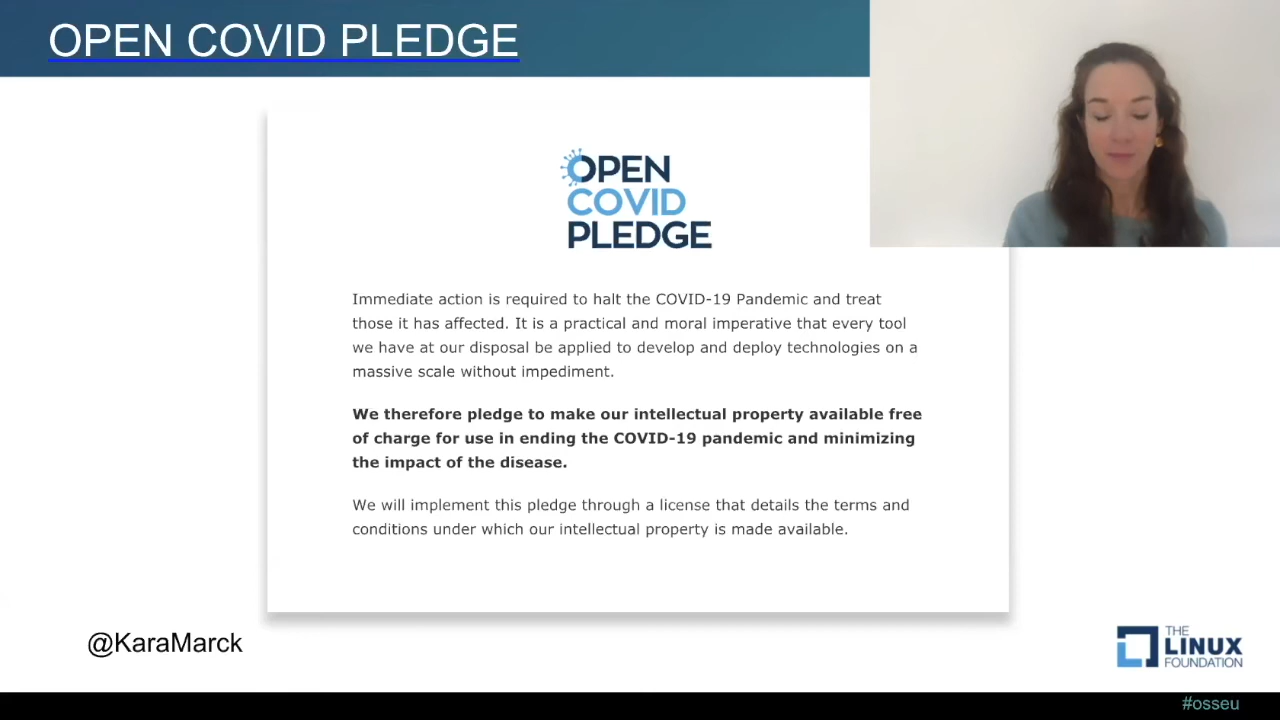 OPEN COVID PLEDGE
OPEN
COVID
PLEDGE
Immediate action is required to halt the COVID-19 Pandemic and treat
those it has affected. It is a practical and moral imperative that every tool
we have at our disposal be applied to develop and deploy technologies on a
massive scale without impediment.
We therefore pledge to make our intellectual property available free
of charge for use in ending the COVID-19 pandemic and minimizing
the impact of the disease.
We will implement this pledge through a license that details the terms and
conditions under which our intellectual property is made available.
@KaraMarck
THE
LINUX
FOUNDATION
#osseu